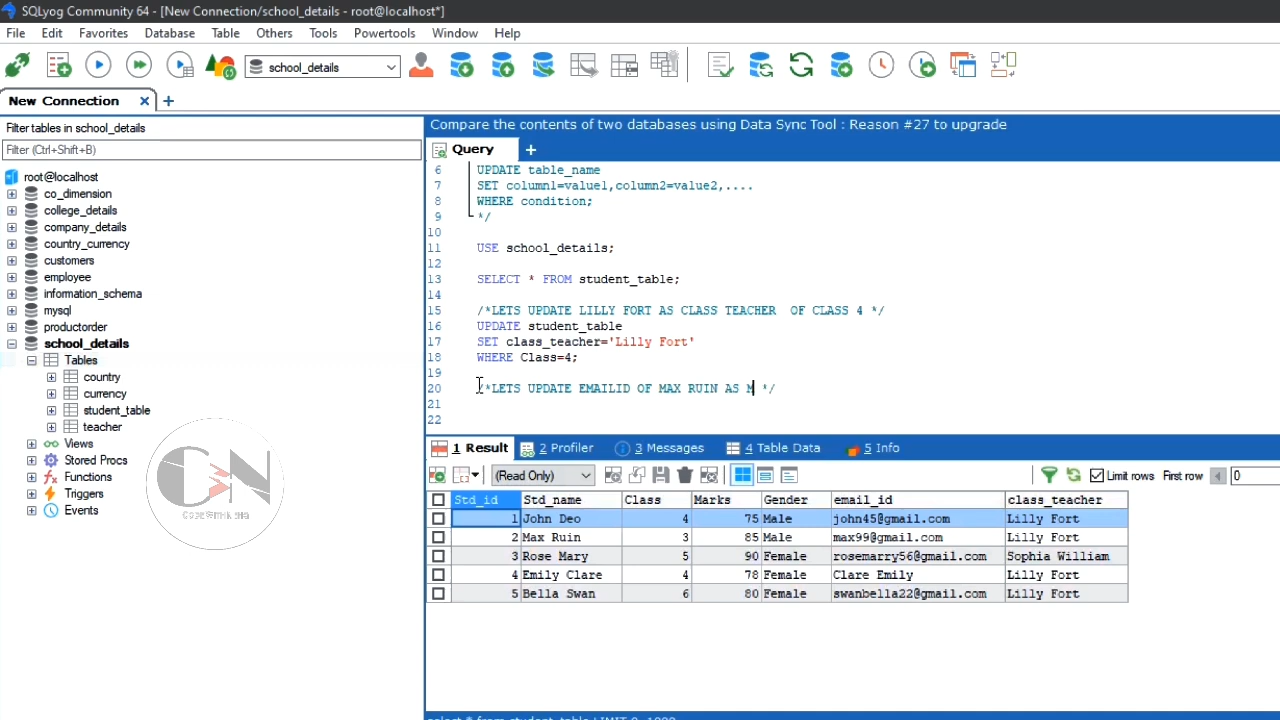 SQLyog Community 64 - [New Connection/school_details - root@localhost*]
File Edit Favorites Database Table Others Tools Powertools Window Help
school_details
New Connection
Filter tables in school_details
Filter (Ctrl+Shift+B)
root@localhost
co_dimension
college_details
company_details
country_currency
customers
employee
information_schema
mysql
productorder
school_details
Tables
country
currency
student_table
teacher
Views
Stored Procs
Functions
Triggers
Events
Compare the contents of two databases using Data Sync Tool : Reason #27 to upgrade
Query
6 UPDATE table_name
7 SET column1=value1,column2=value2,....
8 WHERE condition;
9 */
10
11 USE school_details;
12
13 SELECT * FROM student_table;
14
15 /*LETS UPDATE LILLY FORT AS CLASS TEACHER  OF CLASS 4 */
16 UPDATE student_table
17 SET class_teacher='Lilly Fort'
18 WHERE Class=4;
19
20 /*LETS UPDATE EMAILID OF MAX RUIN AS M */
21
22
1 Result 2 Profiler 3 Messages 4 Table Data 5 Info
(Read Only) Limit rows First row 0
Std_id Std_name Class Marks Gender email_id class_teacher
1 John Deo 4 75 Male john45@gmail.com Lilly Fort
2 Max Ruin 3 85 Male max99@gmail.com Lilly Fort
3 Rose Mary 5 90 Female rosemarry56@gmail.com Sophia William
4 Emily Clare 4 78 Female Clare Emily Lilly Fort
5 Bella Swan 6 80 Female swanbella22@gmail.com Lilly Fort